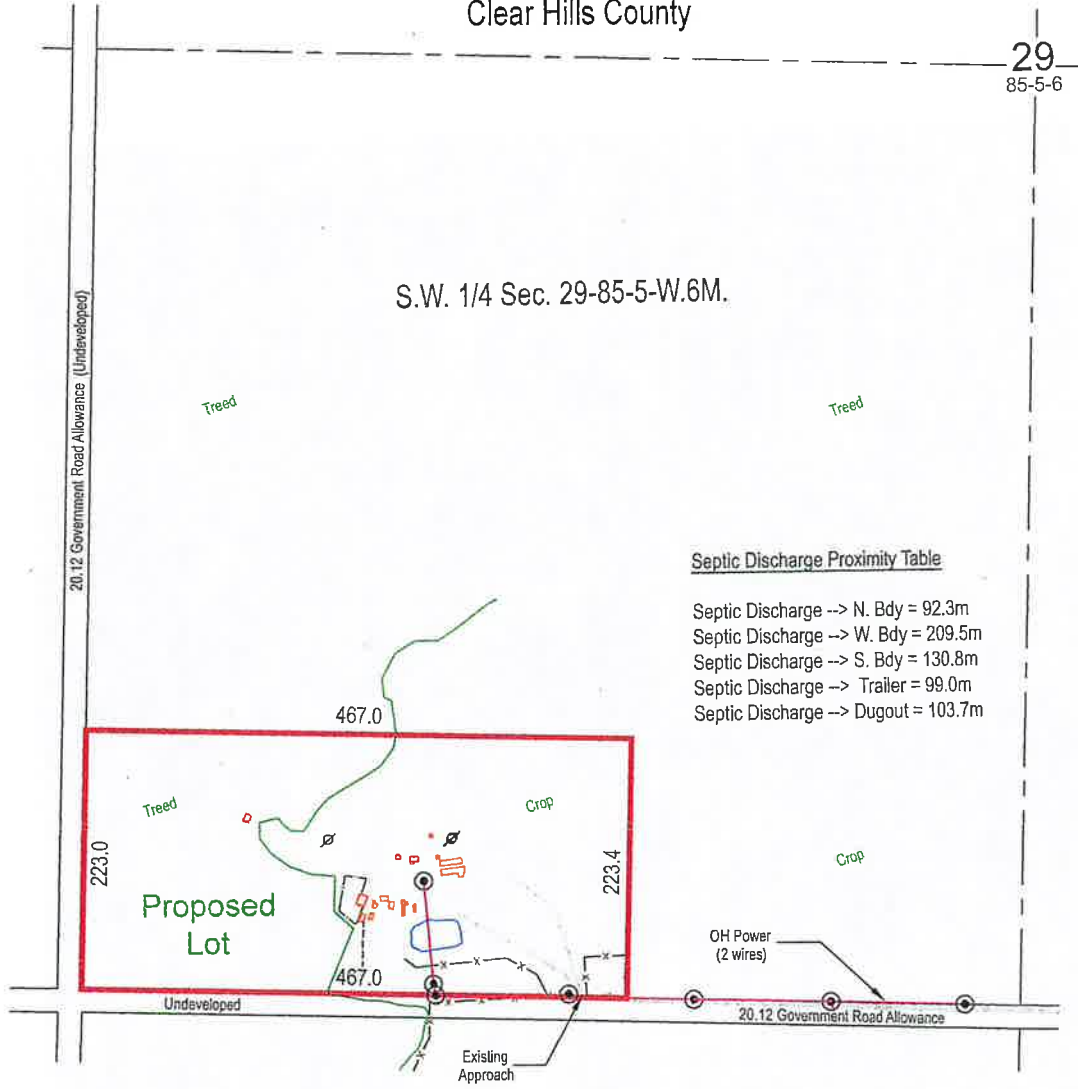 Clear Hills County
29
85-5-6
S.W. 1/4 Sec. 29-85-5-W.6M.
20.12 Government Road Allowance (Undeveloped)
Treed
Treed
Septic Discharge Proximity Table
Septic Discharge --> N. Bdy = 92.3m
Septic Discharge --> W. Bdy = 209.5m
Septic Discharge --> S. Bdy = 130.8m
Septic Discharge --> Trailer = 99.0m
Septic Discharge --> Dugout = 103.7m
467.0
Treed
Crop
223.0
223.4
Crop
Proposed
Lot
OH Power
(2 wires)
467.0
Undeveloped
20.12 Government Road Allowance
Existing
Approach